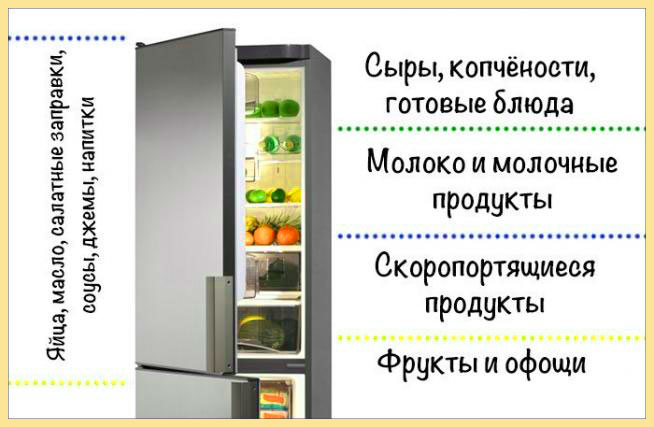 Яйца, масло, салатные заправки,
соусы, джемы, напитки
Сыры, копчёности,
готовые блюда
Молоко и молочные
продукты
Скоропортящиеся
продукты
Фрукты и офощи